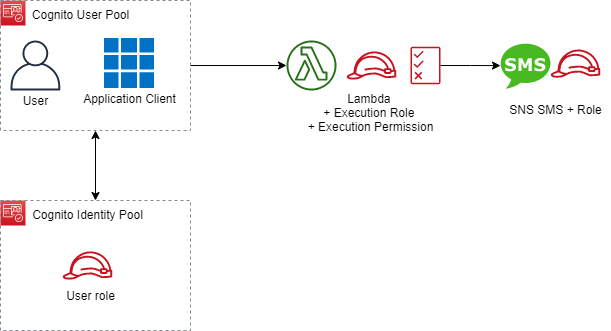 Cognito User Pool
User
Application Client
Lambda
+ Execution Role
+ Execution Permission
SMS
SNS SMS + Role
Cognito Identity Pool
User role